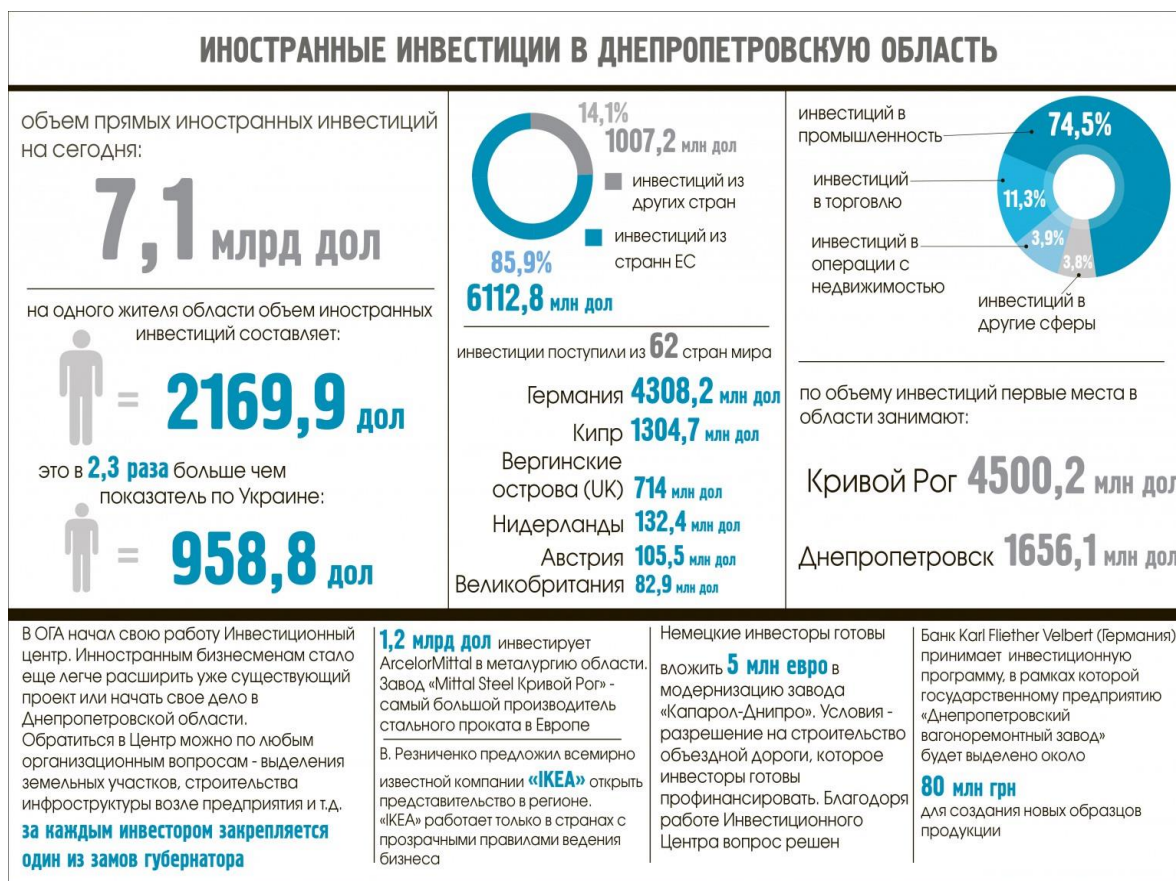 ИНОСТРАННЫЕ ИНВЕСТИЦИИ В ДНЕПРОПЕТРОВСКУЮ ОБЛАСТЬ
объем прямых иностранных инвестиций
на сегодня:
7,1 млрд дол
на одного жителя области объем иностранных
инвестиций составляет:
= 2169,9 дол
это в 2,3 раза больше чем
показатель по Украине:
= 958,8 дол
14,1%
1007,2 млн дол
инвестиций из
других стран
инвестиций из
странн ЕС
85,9%
6112,8 млн дол
инвестиции поступили из 62 стран мира
Германия 4308,2 млн дол
Кипр 1304,7 млн дол
Вергинские
острова (UK) 714 млн дол
Нидерланды 132,4 млн дол
Австрия 105,5 млн дол
Великобритания 82,9 млн дол
инвестиций в
промышленность
74,5%
инвестиций
в торговлю
11,3%
инвестиций в
операции с
недвижимостью
3,9%
3,8%
инвестиций в
другие сферы
по объему инвестиций первые места в
области занимают:
Кривой Рог 4500,2 млн дол
Днепропетровск 1656,1 млн дол
В ОГА начал свою работу Инвестиционный
центр. Инностранным бизнесменам стало
еще легче расширить уже существующий
проект или начать свое дело в
Днепропетровской области.
Обратиться в Центр можно по любым
организационным вопросам - выделения
земельных участков, строительства
инфраструктуры возле предприятия и т.д.
за каждым инвестором закрепляется
один из замов губернатора
1,2 млрд дол инвестирует
ArcelorMittal в металургию области.
Завод «Mittal Steel Кривой Рог» -
самый большой производитель
стального проката в Европе
В. Резниченко предложил всемирно
известной компании «IKEA» открыть
представительство в регионе.
«IKEA» работает только в странах с
прозрачными правилами ведения
бизнеса
Немецкие инвесторы готовы
вложить 5 млн евро в
модернизацию завода
«Капарол-Днипро». Условия -
разрешение на строительство
объездной дороги, которое
инвесторы готовы
профинансировать. Благодоря
работе Инвестиционного
Центра вопрос решен
Банк Karl Fliether Velbert (Германия)
принимает инвестиционную
программу, в рамках которой
государственному предприятию
«Днепропетровский
вагоноремонтный завод»
будет выделено около
80 млн грн
для создания новых образцов
продукции